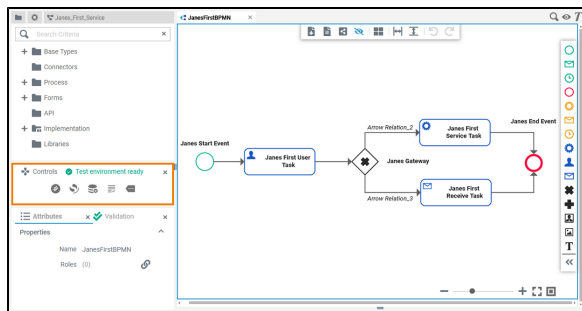 Janes_First_Service
JanesFirstBPMN
Search Criteria
Base Types
Connectors
Process
Forms
API
Implementation
Libraries
Controls Test environment ready
Attributes Validation
Properties
Name JanesFirstBPMN
Roles (0)
Janes Start Event
Janes First User
Task
Arrow Relation_2
Janes First
Service Task
Janes End Event
Janes Gateway
Arrow Relation_3
Janes First
Receive Task
T
T